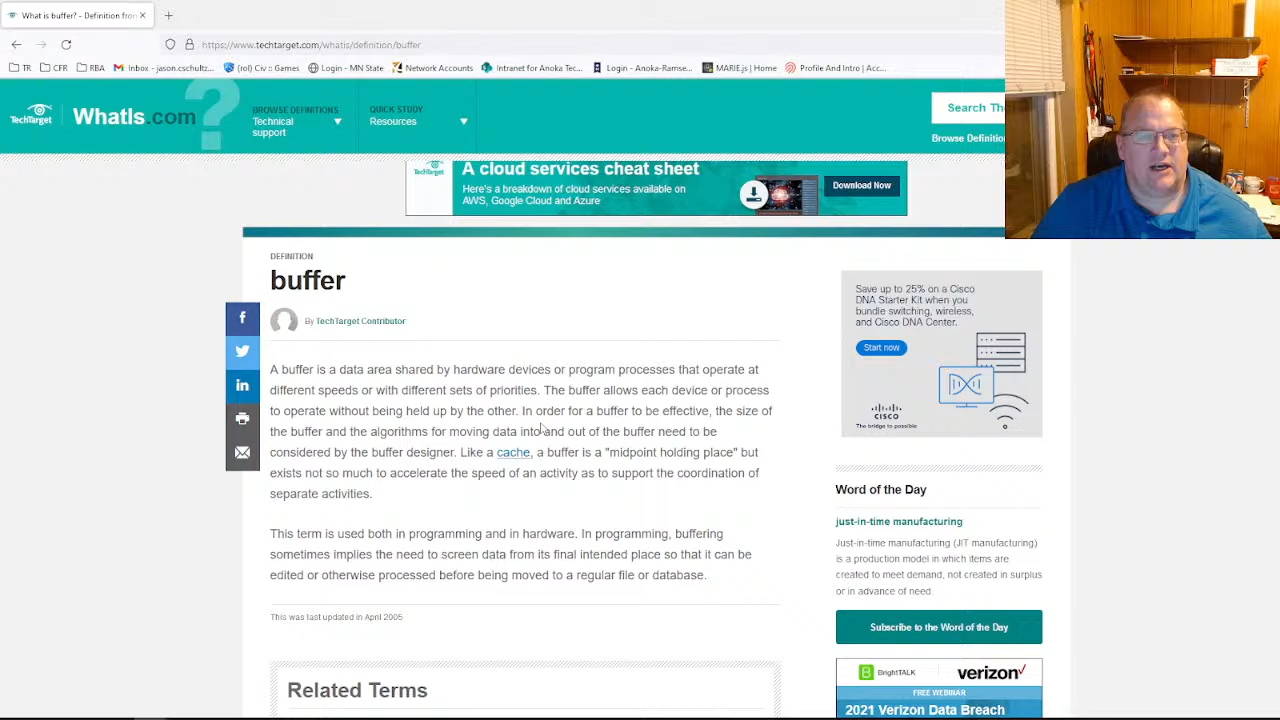 What is buffer? - Definition from
https://www.techtarget.com/whatis/definition/buffer
TR
CFR
RBA
Inbox - jason.cschultz...
(rol) Civ :: Games
Login - My State
Network Accounts
Intranet for Anoka Tec...
Login - Anoka-Ramse...
Home
Profile And Intro | Acc...
TechTarget
WhatIs.com
?
BROWSE DEFINITIONS
Technical
support
QUICK STUDY
Resources
Search Th
Browse Definitio
TechTarget
A cloud services cheat sheet
Here's a breakdown of cloud services available on
AWS, Google Cloud and Azure
Download Now
DEFINITION
buffer
By TechTarget Contributor
A buffer is a data area shared by hardware devices or program processes that operate at
different speeds or with different sets of priorities. The buffer allows each device or process
to operate without being held up by the other. In order for a buffer to be effective, the size of
the buffer and the algorithms for moving data into and out of the buffer need to be
considered by the buffer designer. Like a cache, a buffer is a "midpoint holding place" but
exists not so much to accelerate the speed of an activity as to support the coordination of
separate activities.
This term is used both in programming and in hardware. In programming, buffering
sometimes implies the need to screen data from its final intended place so that it can be
edited or otherwise processed before being moved to a regular file or database.
This was last updated in April 2005
Related Terms
Save up to 25% on a Cisco
DNA Starter Kit when you
bundle switching, wireless,
and Cisco DNA Center.
Start now
CISCO
The bridge to possible
Word of the Day
just-in-time manufacturing
Just-in-time manufacturing (JIT manufacturing)
is a production model in which items are
created to meet demand, not created in surplus
or in advance of need.
Subscribe to the Word of the Day
BrightTALK
verizon
FREE WEBINAR
2021 Verizon Data Breach